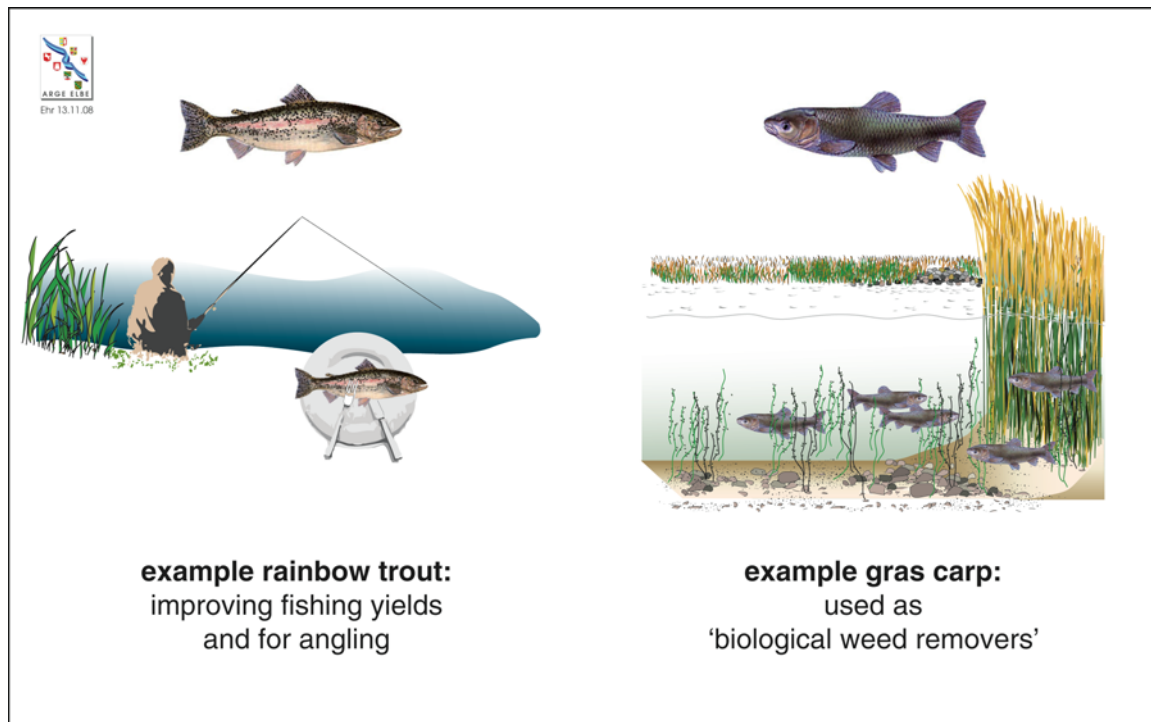 ARGE ELBE
Ehr 13.11.08
example rainbow trout:
improving fishing yields
and for angling
example gras carp:
used as
‘biological weed removers’